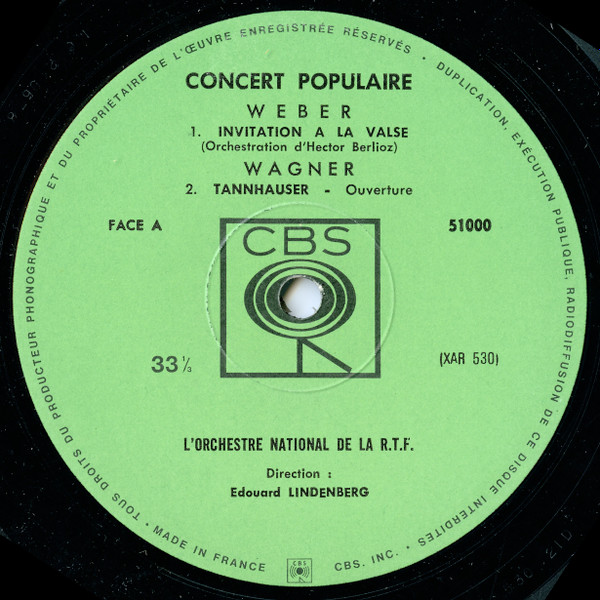 CONCERT POPULAIRE
WEBER
1. INVITATION A LA VALSE
(Orchestration d'Hector Berlioz)
WAGNER
2. TANNHAUSER - Ouverture
FACE A
51000
CBS
33 1/3
(XAR 530)
L'ORCHESTRE NATIONAL DE LA R.T.F.
Direction :
Edouard LINDENBERG
• TOUS DROITS DU PRODUCTEUR PHONOGRAPHIQUE ET DU PROPRIÉTAIRE DE L'ŒUVRE ENREGISTRÉE RÉSERVÉS • DUPLICATION, EXÉCUTION PUBLIQUE, RADIODIFFUSION DE CE DISQUE INTERDITES •
MADE IN FRANCE
CBS
CBS. INC.